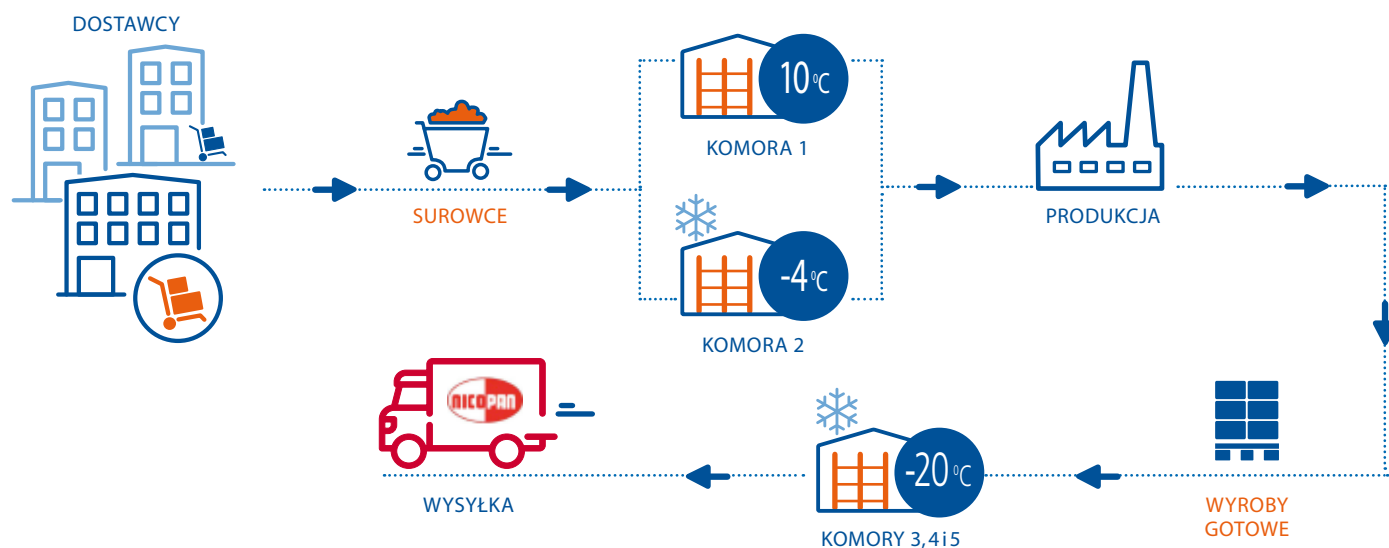 DOSTAWCY
SUROWCE
10 °C
KOMORA 1
-4 °C
KOMORA 2
PRODUKCJA
WYROBY
GOTOWE
-20 °C
KOMORY 3, 4 i 5
NICOPAN
WYSYŁKA